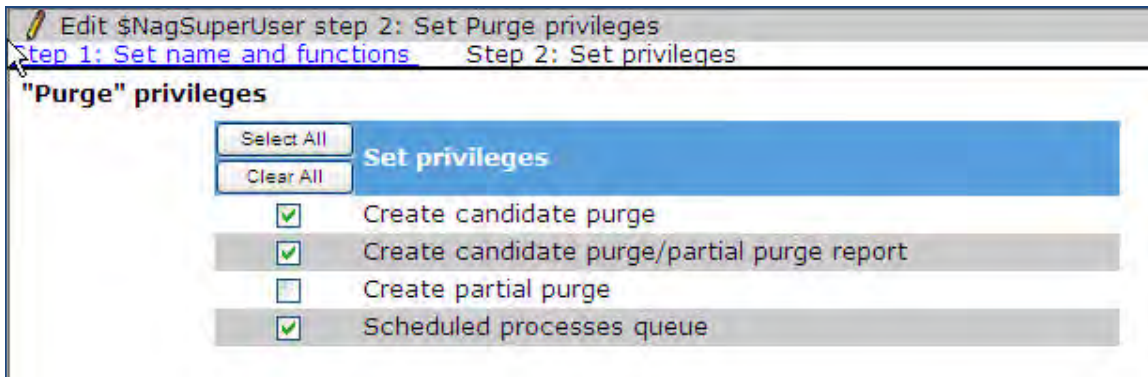 Edit $NagSuperUser step 2: Set Purge privileges
Step 1: Set name and functions Step 2: Set privileges
"Purge" privileges
Select All
Set privileges
Clear All
Create candidate purge
Create candidate purge/partial purge report
Create partial purge
Scheduled processes queue